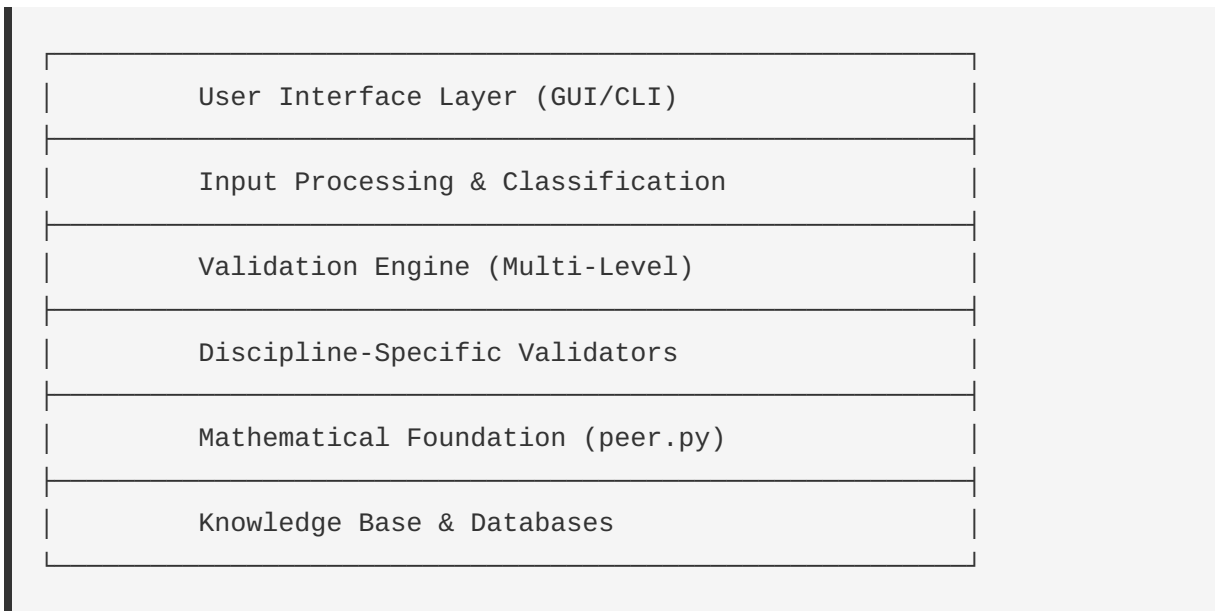 User Interface Layer (GUI/CLI)
Input Processing & Classification
Validation Engine (Multi-Level)
Discipline-Specific Validators
Mathematical Foundation (peer.py)
Knowledge Base & Databases